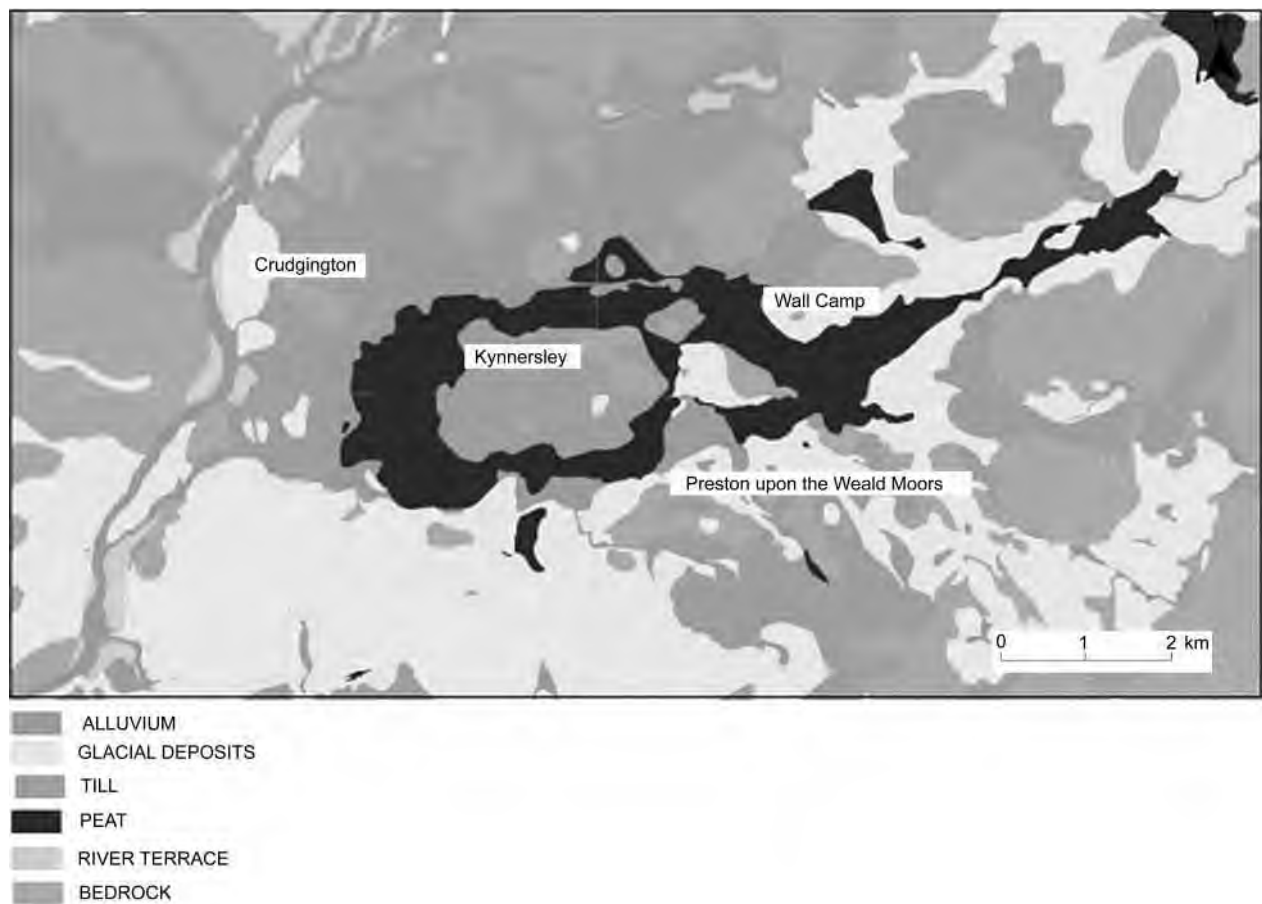 Crudgington
Wall Camp
Kynnersley
Preston upon the Weald Moors
0 1 2 km
ALLUVIUM
GLACIAL DEPOSITS
TILL
PEAT
RIVER TERRACE
BEDROCK